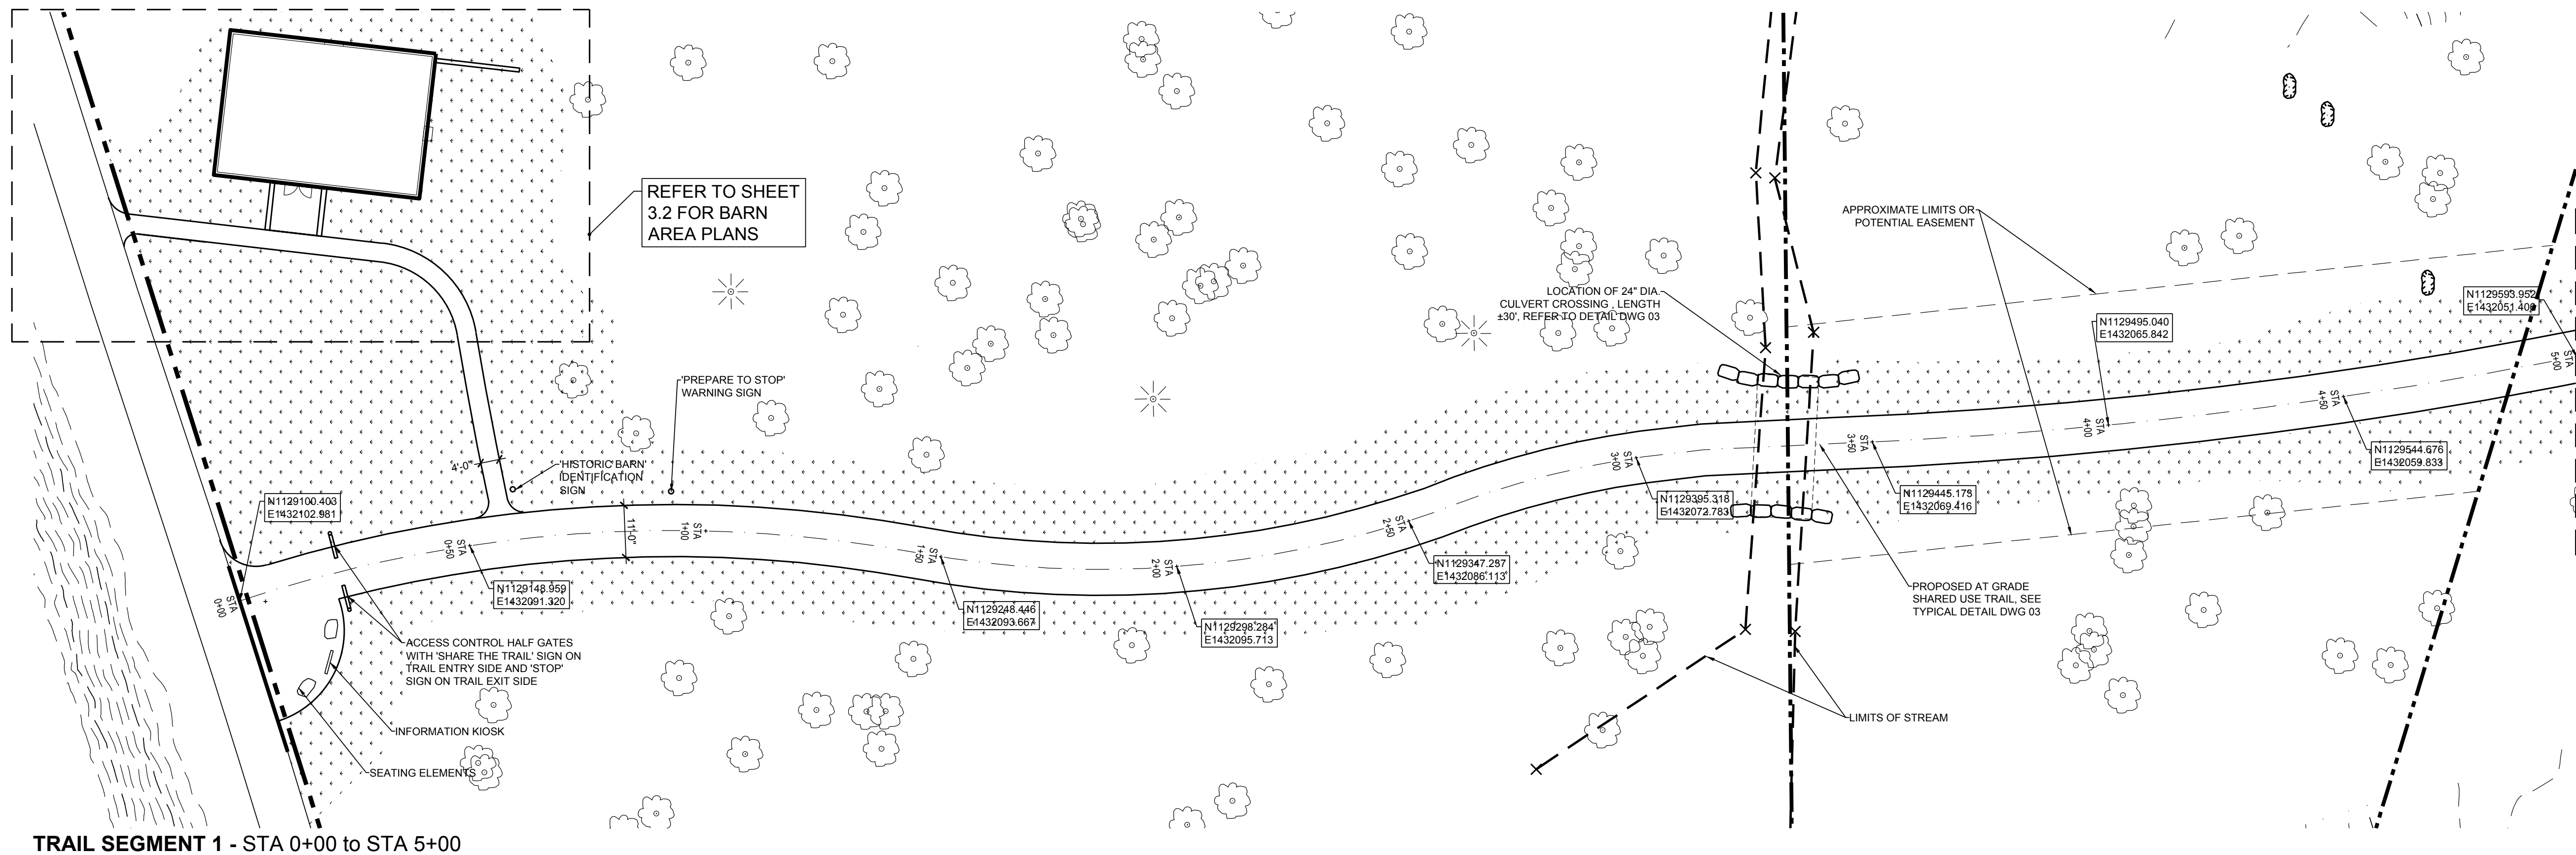 REFER TO SHEET
3.2 FOR BARN
AREA PLANS
APPROXIMATE LIMITS OR
POTENTIAL EASEMENT
LOCATION OF 24" DIA.
CULVERT CROSSING , LENGTH
±30', REFER TO DETAIL DWG 03
N1129593.952
E1432051.406
N1129495.040
E1432065.842
'PREPARE TO STOP'
WARNING SIGN
'HISTORIC BARN'
IDENTIFICATION
SIGN
4'-0"
11'-0"
N1129100.403
E1432102.981
STA
0+00
STA
0+50
STA
1+00
STA
1+50
STA
2+00
STA
2+50
STA
3+00
STA
3+50
STA
4+00
STA
4+50
STA
5+00
N1129148.959
E1432091.320
N1129248.446
E1432093.667
N1129298.284
E1432095.713
N1129347.287
E1432086.113
N1129395.318
E1432072.783
N1129445.173
E1432069.416
N1129544.676
E1432059.833
ACCESS CONTROL HALF GATES
WITH 'SHARE THE TRAIL' SIGN ON
TRAIL ENTRY SIDE AND 'STOP'
SIGN ON TRAIL EXIT SIDE
INFORMATION KIOSK
SEATING ELEMENTS
PROPOSED AT GRADE
SHARED USE TRAIL, SEE
TYPICAL DETAIL DWG 03
LIMITS OF STREAM
TRAIL SEGMENT 1 - STA 0+00 to STA 5+00